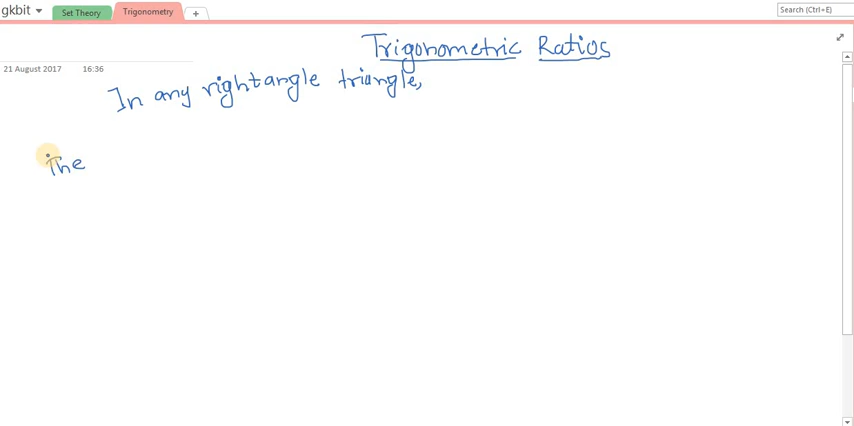 gkbit
Set Theory
Trigonometry
+
Search (Ctrl+E)
Trigonometric Ratios
21 August 2017 16:36
In any rightangle triangle,
The